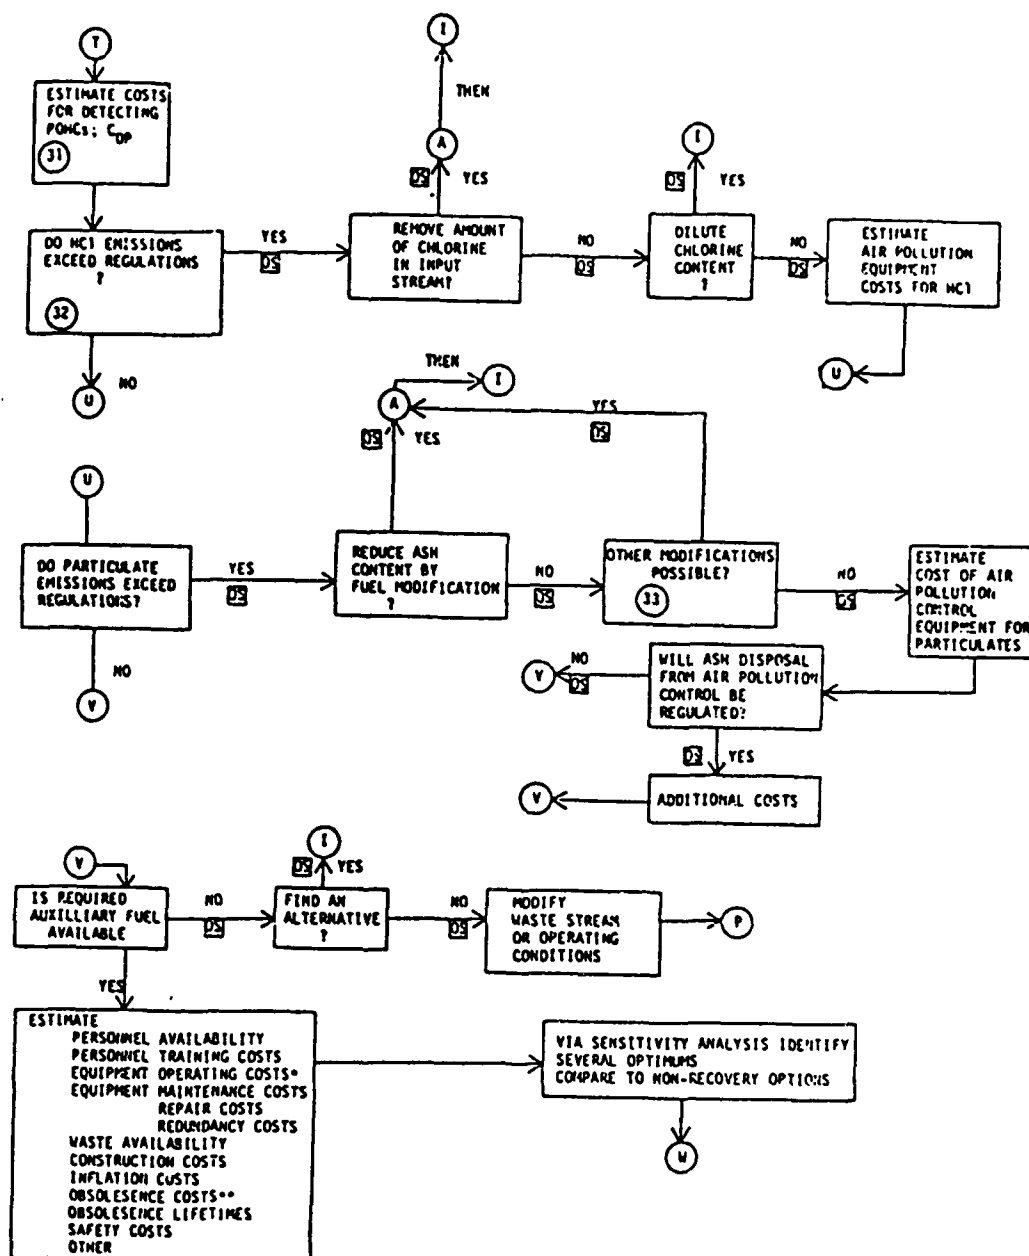 T
I
ESTIMATE COSTS
FOR DETECTING
POHCs; C_DP
31
THEN
A
DS YES
I
DS YES
DO HCl EMISSIONS
EXCEED REGULATIONS
?
32
YES
DS
REMOVE AMOUNT
OF CHLORINE
IN INPUT
STREAM?
NO
DS
DILUTE
CHLORINE
CONTENT
?
NO
DS
ESTIMATE
AIR POLLUTION
EQUIPMENT
COSTS FOR HCl
NO
U
U
THEN
I
A
DS YES
YES
DS
U
DO PARTICULATE
EMISSIONS EXCEED
REGULATIONS?
YES
DS
REDUCE ASH
CONTENT BY
FUEL MODIFICATION
?
NO
DS
OTHER MODIFICATIONS
POSSIBLE?
33
NO
DS
ESTIMATE
COST OF AIR
POLLUTION
CONTROL
EQUIPMENT FOR
PARTICULATES
NO
V
V
NO
DS
WILL ASH DISPOSAL
FROM AIR POLLUTION
CONTROL BE
REGULATED?
DS YES
V
ADDITIONAL COSTS
V
I
DS YES
IS REQUIRED
AUXILLIARY FUEL
AVAILABLE
NO
DS
FIND AN
ALTERNATIVE
?
NO
DS
MODIFY
WASTE STREAM
OR OPERATING
CONDITIONS
P
YES
ESTIMATE
PERSONNEL AVAILABILITY
PERSONNEL TRAINING COSTS
EQUIPMENT OPERATING COSTS*
EQUIPMENT MAINTENANCE COSTS
REPAIR COSTS
REDUNDANCY COSTS
WASTE AVAILABILITY
CONSTRUCTION COSTS
INFLATION COSTS
OBSOLESENCE COSTS**
OBSOLESENCE LIFETIMES
SAFETY COSTS
OTHER
VIA SENSITIVITY ANALYSIS IDENTIFY
SEVERAL OPTIMUMS
COMPARE TO NON-RECOVERY OPTIONS
W